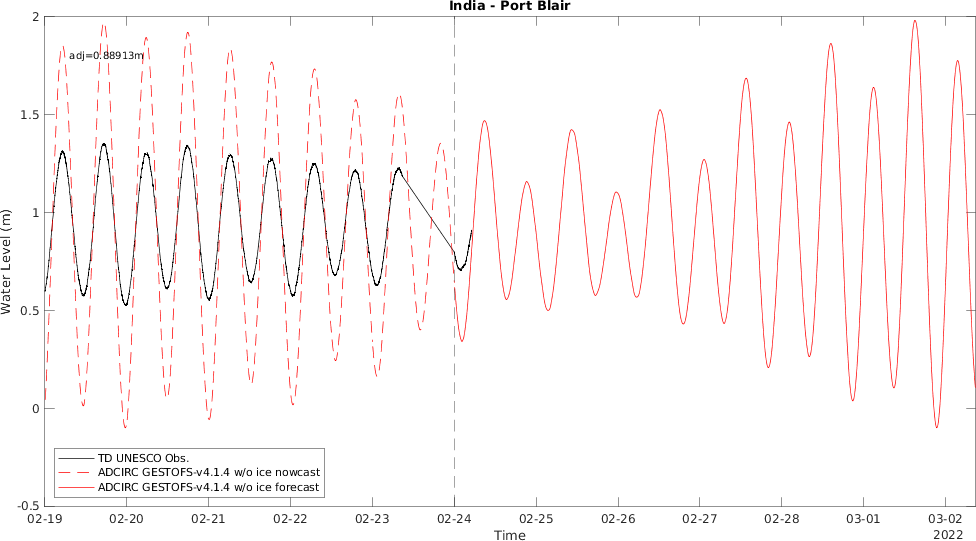 India - Port Blair
adj=0.88913m
Water Level (m)
2
1.5
1
0.5
0
-0.5
TD UNESCO Obs.
ADCIRC GESTOFS-v4.1.4 w/o ice nowcast
ADCIRC GESTOFS-v4.1.4 w/o ice forecast
02-19 02-20 02-21 02-22 02-23 02-24 02-25 02-26 02-27 02-28 03-01 03-02
Time
2022